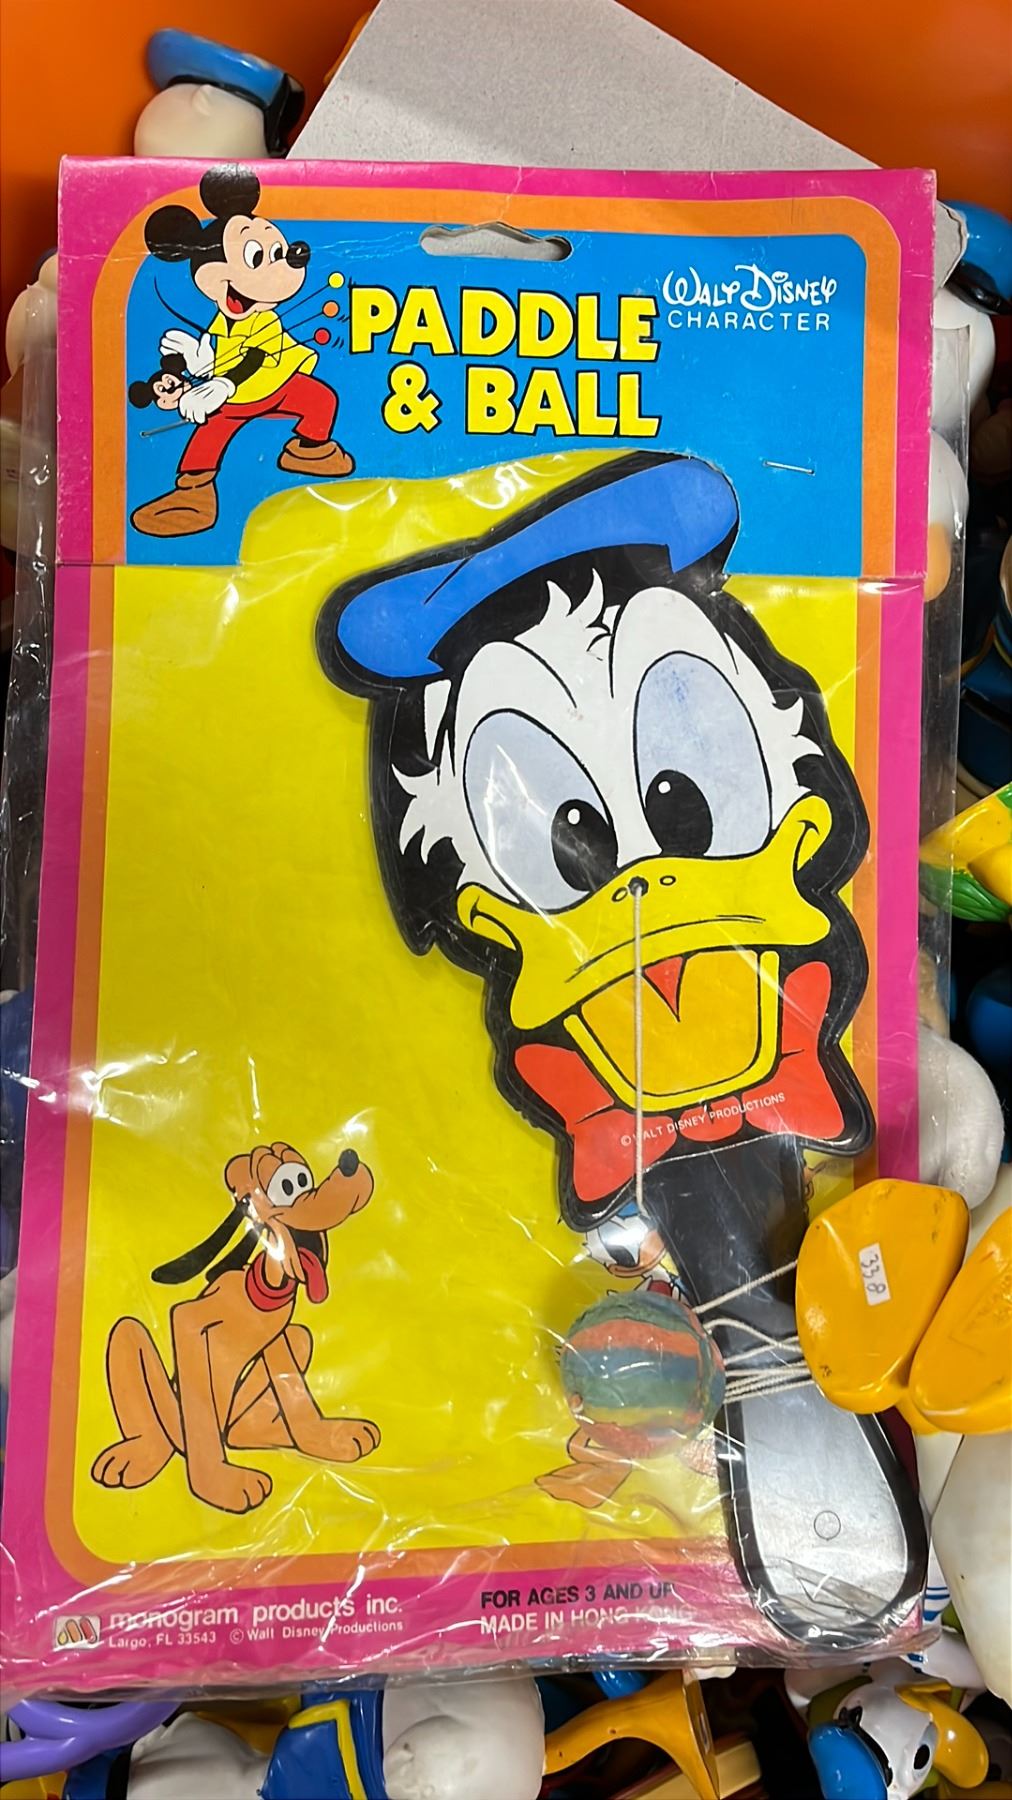 PADDLE
& BALL
WALT DISNEY
CHARACTER
© WALT DISNEY PRODUCTIONS
338
monogram products inc.
Largo, FL 33543 © Walt Disney Productions
FOR AGES 3 AND UP
MADE IN HONG KONG